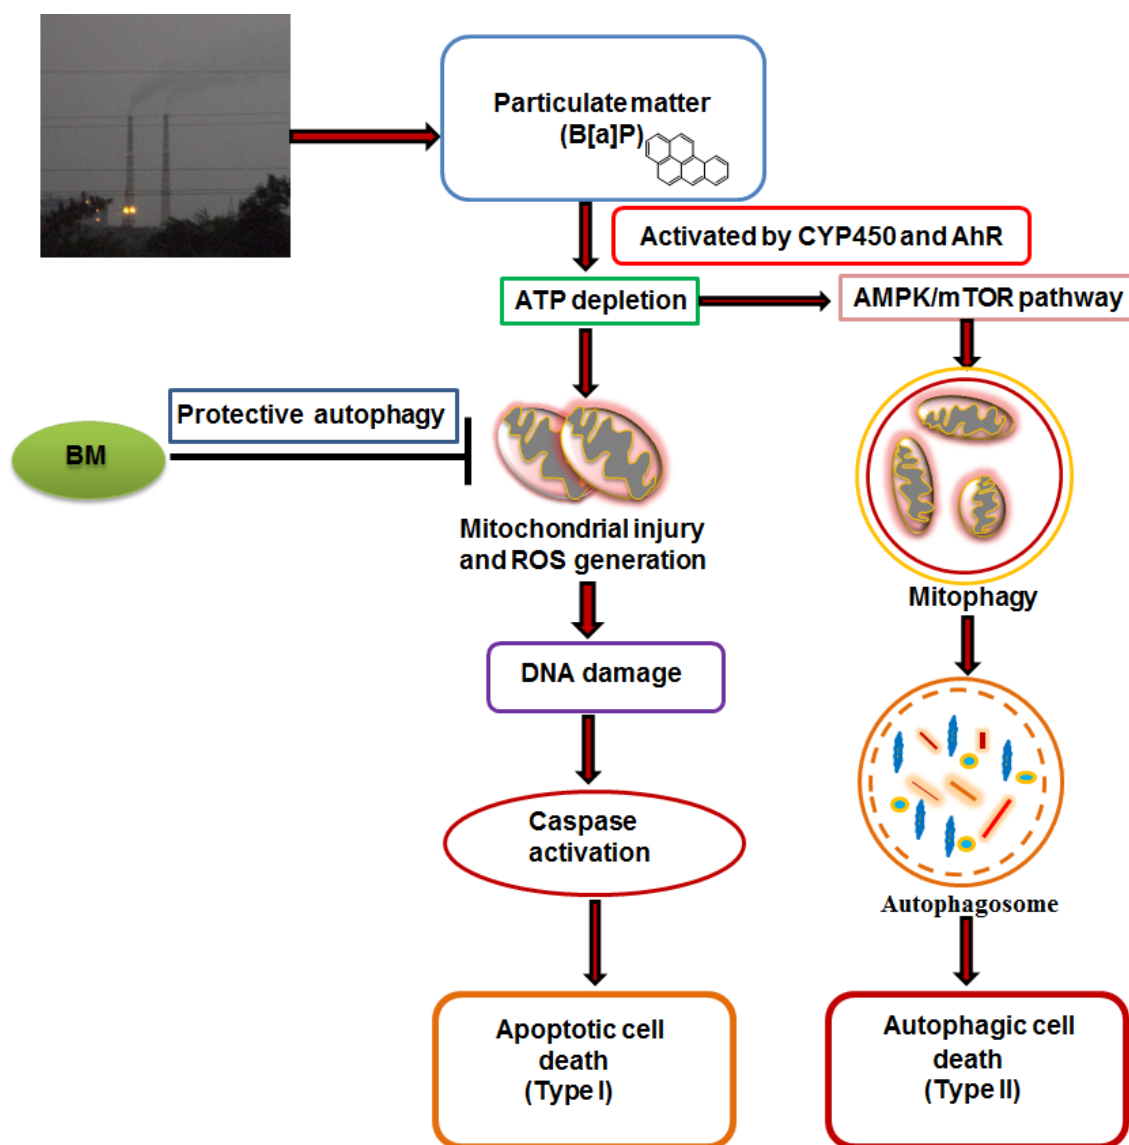 Particulate matter
(B[a]P)
Activated by CYP450 and AhR
ATP depletion
AMPK/mTOR pathway
Protective autophagy
BM
Mitochondrial injury
and ROS generation
Mitophagy
DNA damage
Caspase
activation
Autophagosome
Apoptotic cell
death
(Type I)
Autophagic cell
death
(Type II)